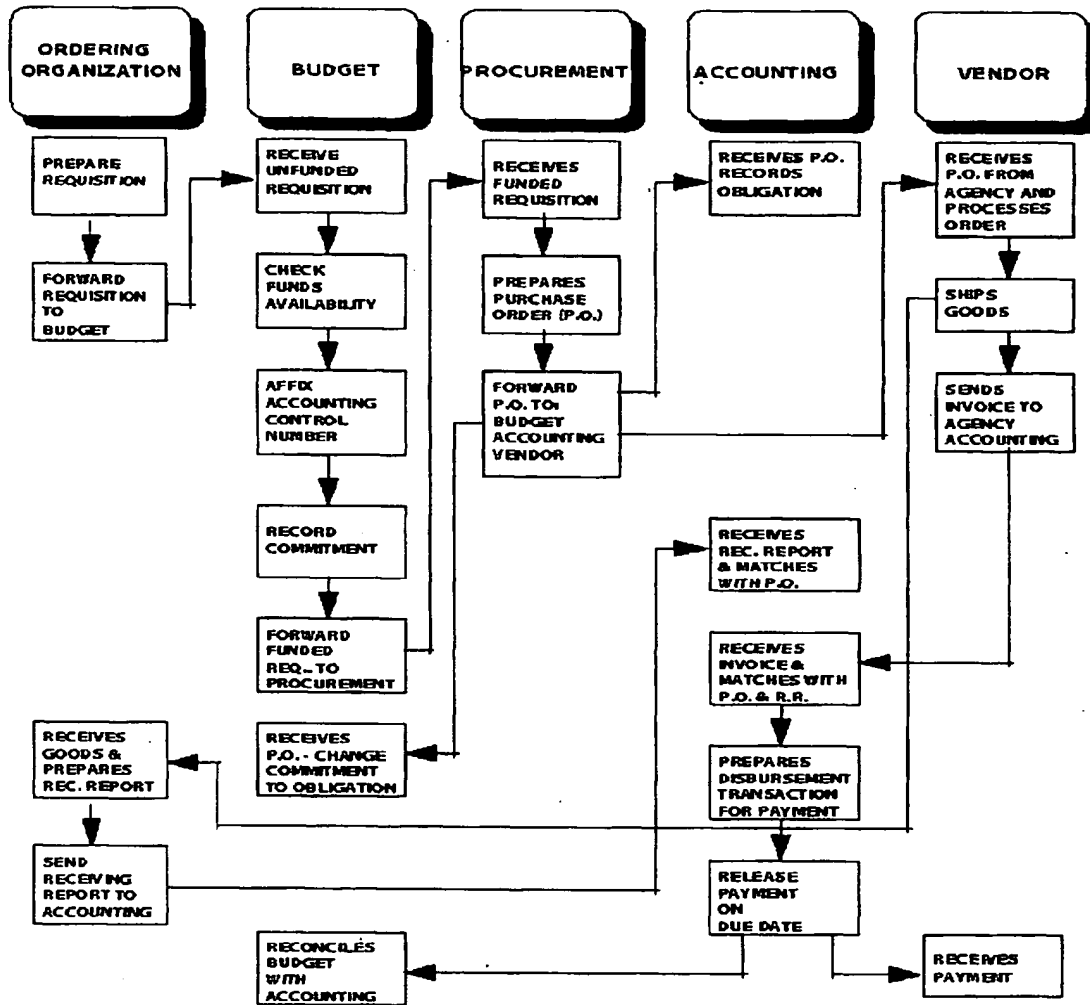 ORDERING
ORGANIZATION
BUDGET
PROCUREMENT
ACCOUNTING
VENDOR
PREPARE
REQUISITION
FORWARD
REQUISITION
TO
BUDGET
RECEIVES
GOODS &
PREPARES
REC. REPORT
SEND
RECEIVING
REPORT TO
ACCOUNTING
RECEIVE
UNFUNDED
REQUISITION
CHECK
FUNDS
AVAILABILITY
AFFIX
ACCOUNTING
CONTROL
NUMBER
RECORD
COMMITMENT
FORWARD
FUNDED
REQ.. TO
PROCUREMENT
RECEIVES
P.O. - CHANGE
COMMITMENT
TO OBLIGATION
RECONCILES
BUDGET
WITH
ACCOUNTING
RECEIVES
FUNDED
REQUISITION
PREPARES
PURCHASE
ORDER (P.O.)
FORWARD
P.O. TO:
BUDGET
ACCOUNTING
VENDOR
RECEIVES P.O.
RECORDS
OBLIGATION
RECEIVES
REC. REPORT
& MATCHES
WITH P.O.
RECEIVES
INVOICE &
MATCHES WITH
P.O. & R.R.
PREPARES
DISBURSEMENT
TRANSACTION
FOR PAYMENT
RELEASE
PAYMENT
ON
DUE DATE
RECEIVES
P.O. FROM
AGENCY AND
PROCESSES
ORDER
SHIPS
GOODS
SENDS
INVOICE TO
AGENCY
ACCOUNTING
RECEIVES
PAYMENT